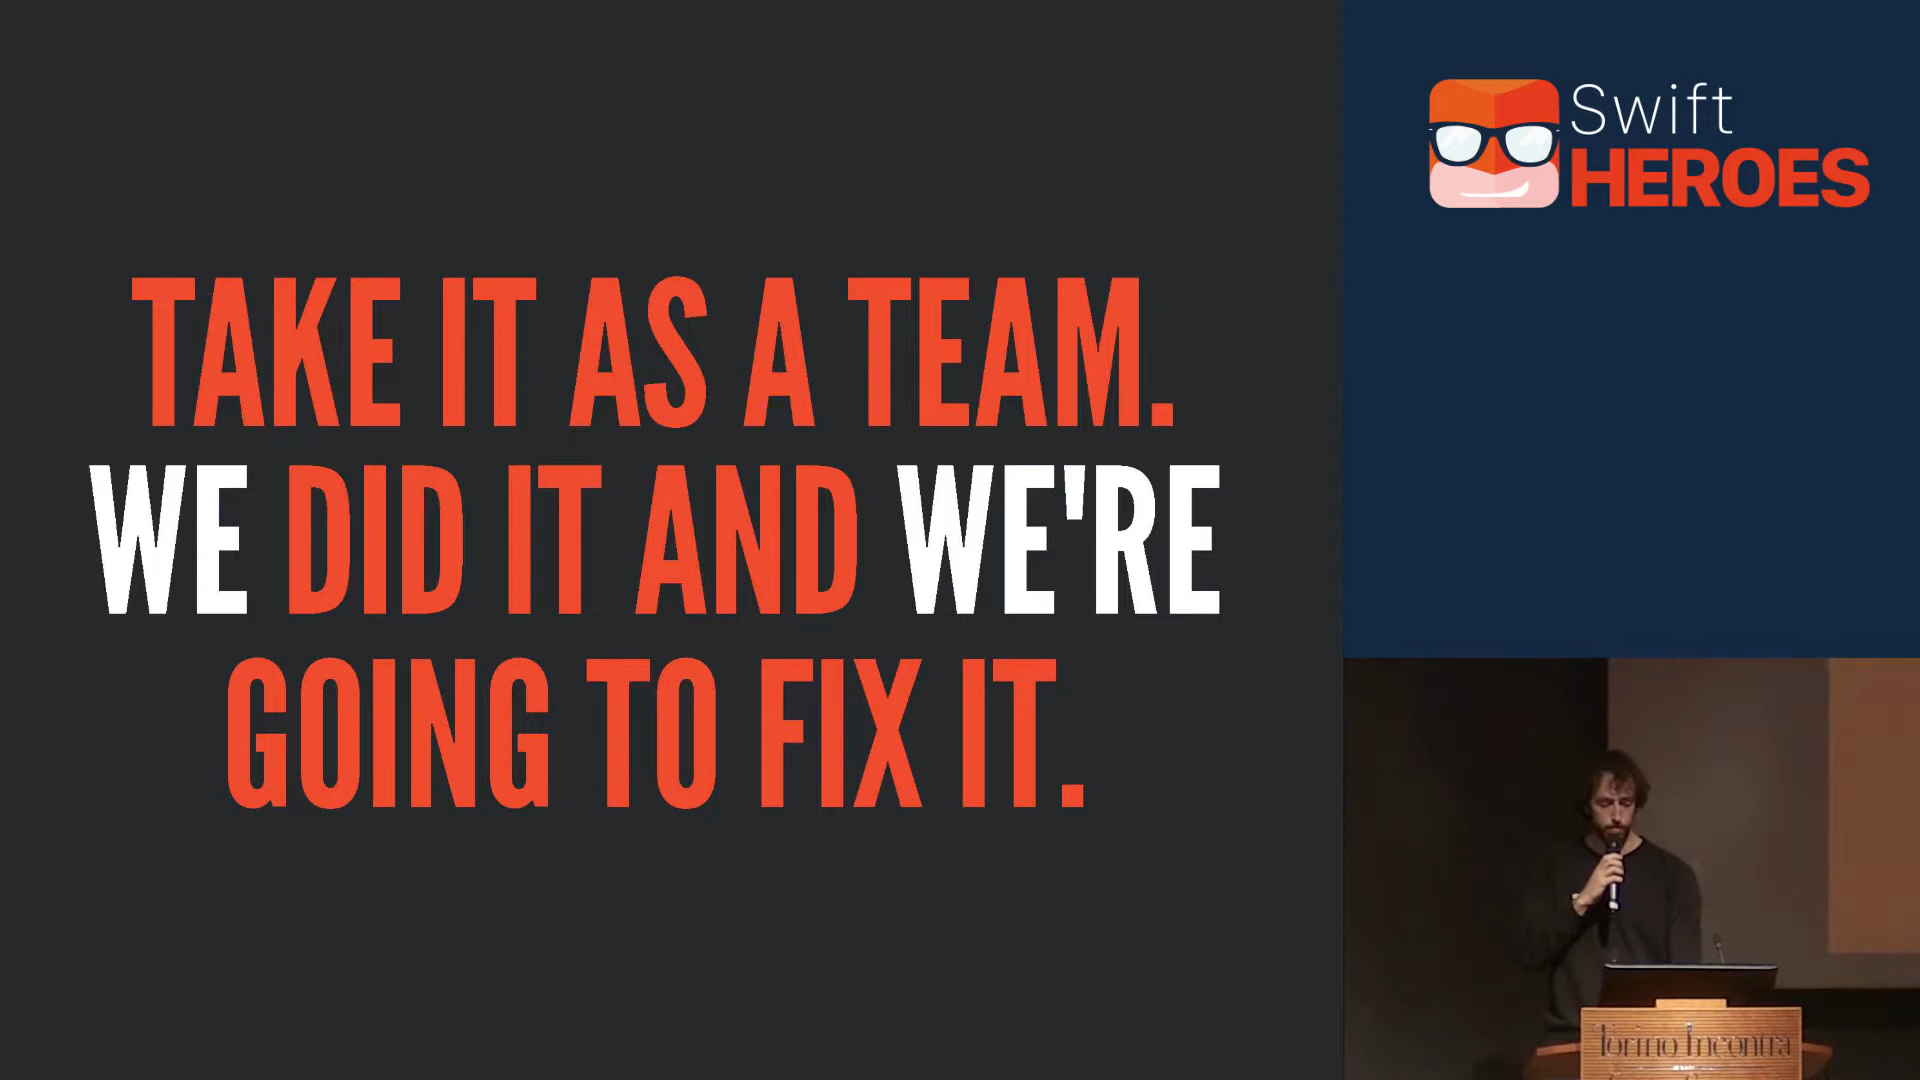 TAKE IT AS A TEAM.
WE DID IT AND WE'RE
GOING TO FIX IT.
Swift
HEROES
Torino Incontra